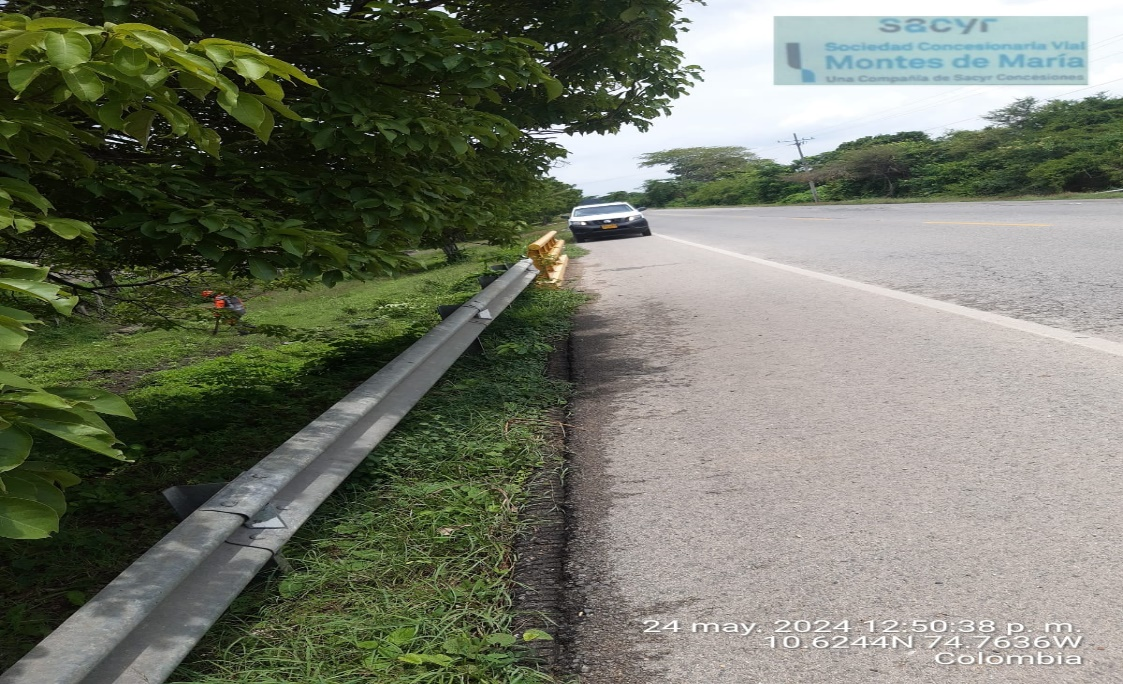 sacyr
Sociedad Concesionaria Vial
Montes de María
Una Compañía de Sacyr Concesiones
24 may. 2024 12:50:38 p. m.
10.6244N 74.7636W
Colombia